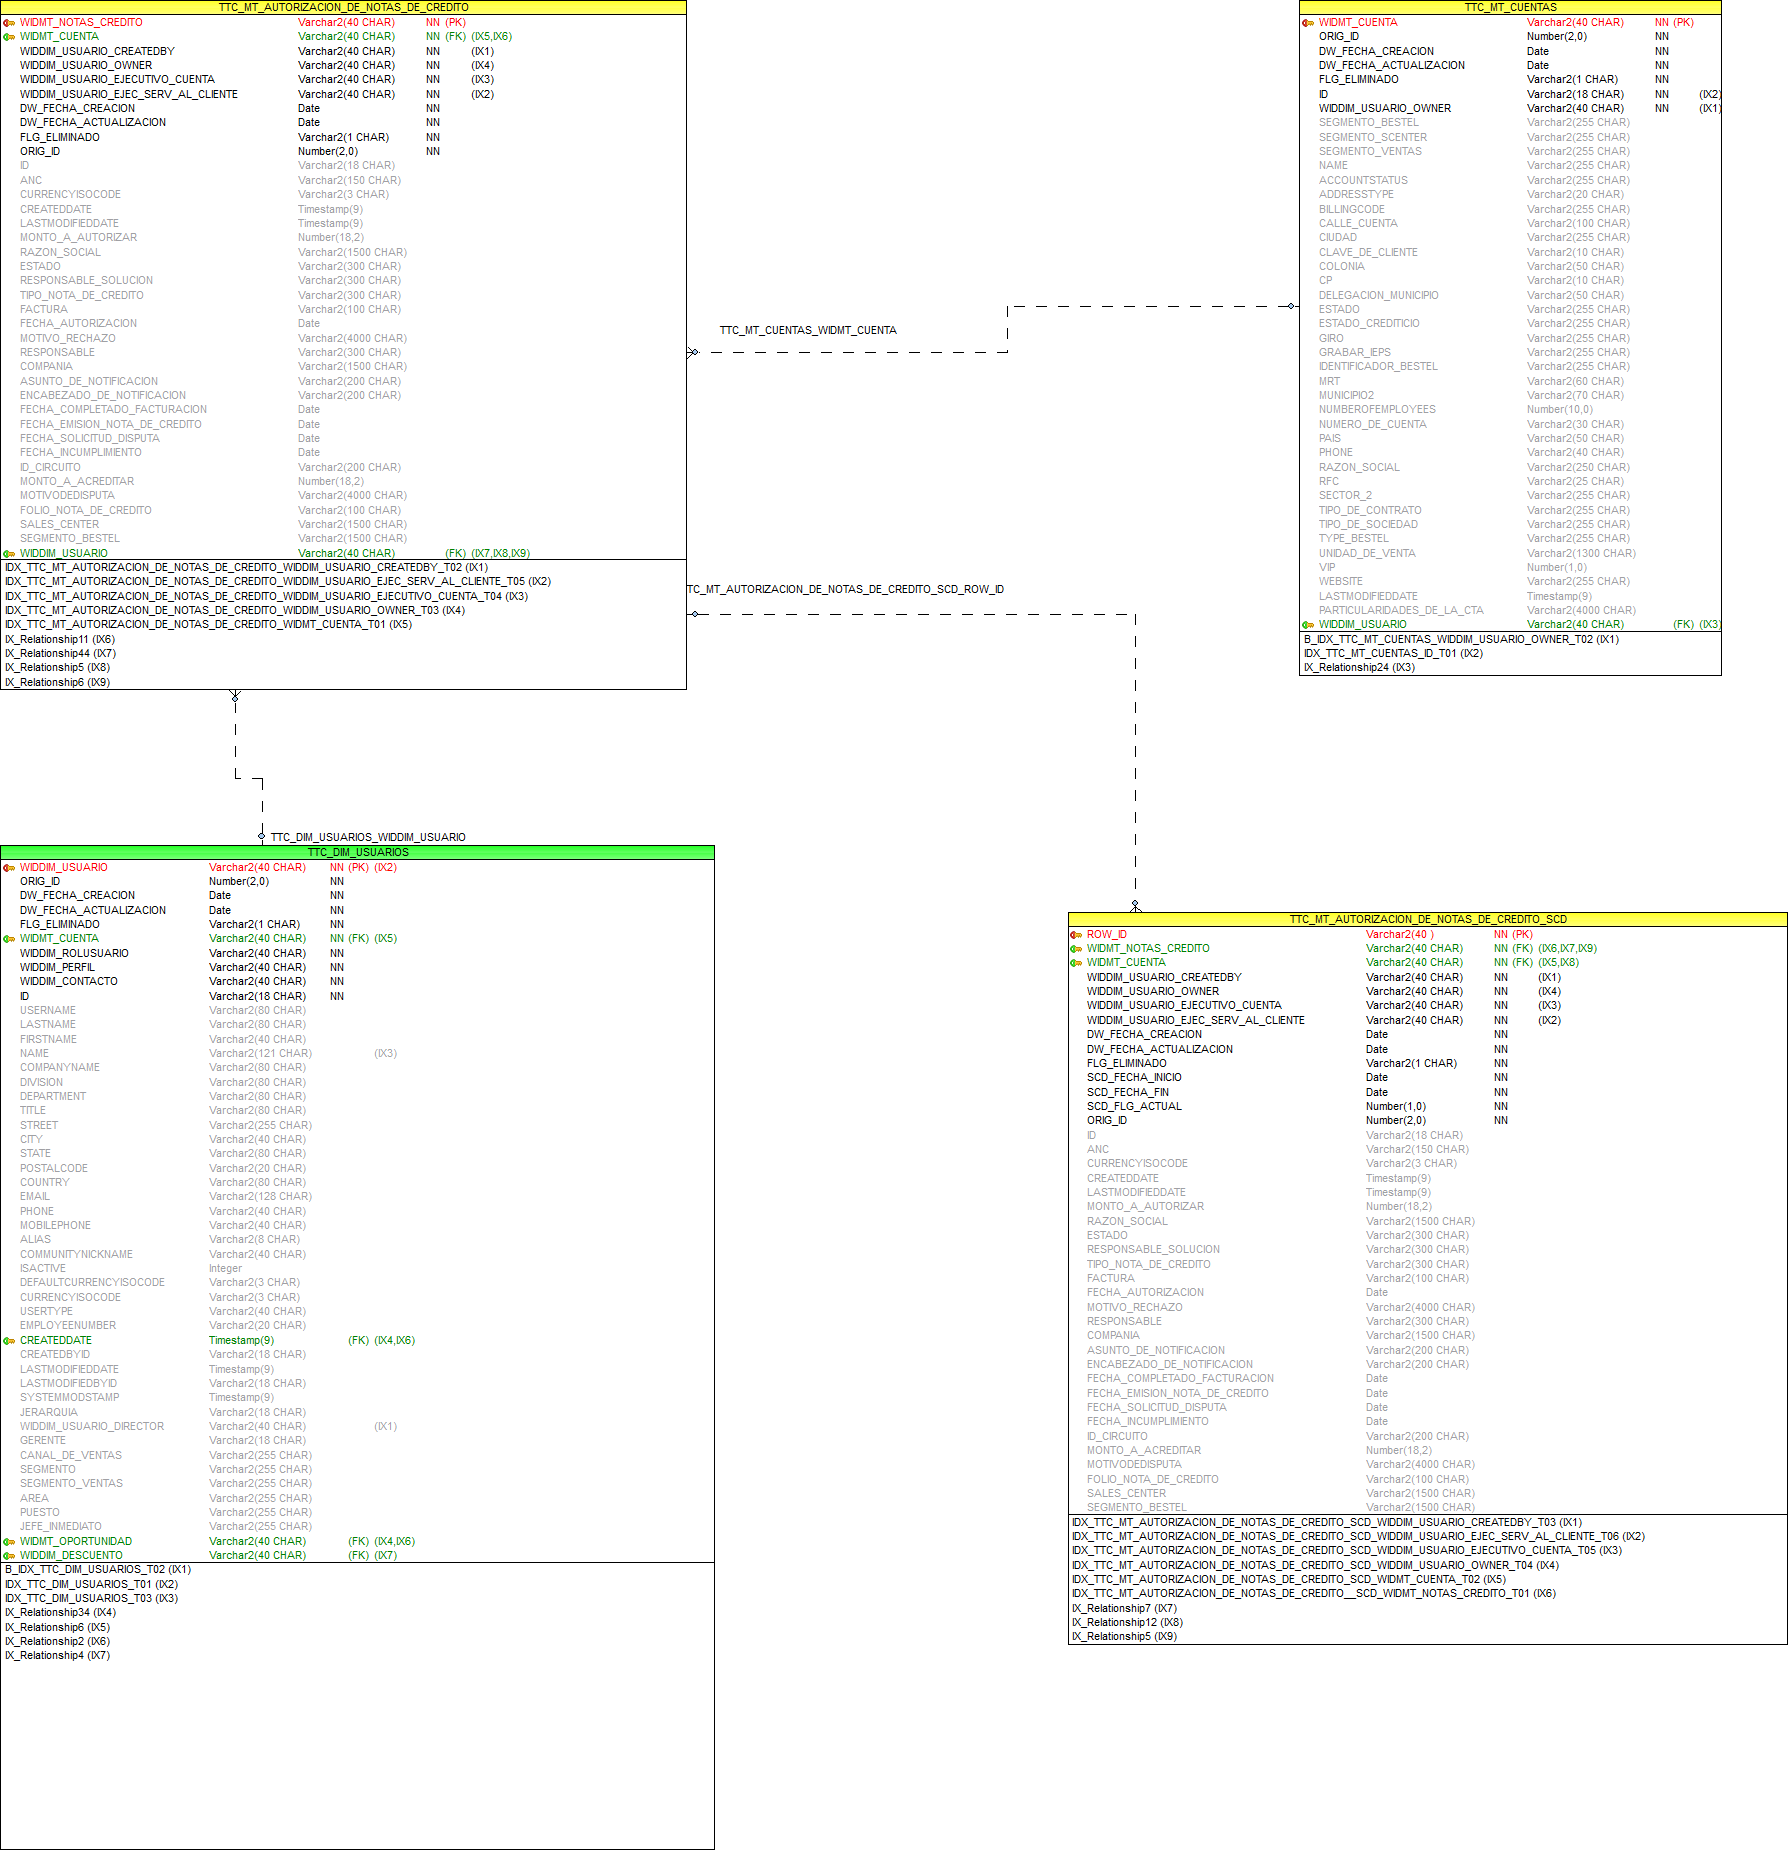 TTC_MT_AUTORIZACION_DE_NOTAS_DE_CREDITO
WIDMT_NOTAS_CREDITO Varchar2(40 CHAR) NN (PK)
WIDMT_CUENTA Varchar2(40 CHAR) NN (FK) (IX5,IX6)
WIDDIM_USUARIO_CREATEDBY Varchar2(40 CHAR) NN (IX1)
WIDDIM_USUARIO_OWNER Varchar2(40 CHAR) NN (IX4)
WIDDIM_USUARIO_EJECUTIVO_CUENTA Varchar2(40 CHAR) NN (IX3)
WIDDIM_USUARIO_EJEC_SERV_AL_CLIENTE Varchar2(40 CHAR) NN (IX2)
DW_FECHA_CREACION Date NN
DW_FECHA_ACTUALIZACION Date NN
FLG_ELIMINADO Varchar2(1 CHAR) NN
ORIG_ID Number(2,0) NN
ID Varchar2(18 CHAR)
ANC Varchar2(150 CHAR)
CURRENCYISOCODE Varchar2(3 CHAR)
CREATEDDATE Timestamp(9)
LASTMODIFIEDDATE Timestamp(9)
MONTO_A_AUTORIZAR Number(18,2)
RAZON_SOCIAL Varchar2(1500 CHAR)
ESTADO Varchar2(300 CHAR)
RESPONSABLE_SOLUCION Varchar2(300 CHAR)
TIPO_NOTA_DE_CREDITO Varchar2(300 CHAR)
FACTURA Varchar2(100 CHAR)
FECHA_AUTORIZACION Date
MOTIVO_RECHAZO Varchar2(4000 CHAR)
RESPONSABLE Varchar2(300 CHAR)
COMPANIA Varchar2(1500 CHAR)
ASUNTO_DE_NOTIFICACION Varchar2(200 CHAR)
ENCABEZADO_DE_NOTIFICACION Varchar2(200 CHAR)
FECHA_COMPLETADO_FACTURACION Date
FECHA_EMISION_NOTA_DE_CREDITO Date
FECHA_SOLICITUD_DISPUTA Date
FECHA_INCUMPLIMIENTO Date
ID_CIRCUITO Varchar2(200 CHAR)
MONTO_A_ACREDITAR Number(18,2)
MOTIVODEDISPUTA Varchar2(4000 CHAR)
FOLIO_NOTA_DE_CREDITO Varchar2(100 CHAR)
SALES_CENTER Varchar2(1500 CHAR)
SEGMENTO_BESTEL Varchar2(1500 CHAR)
WIDDIM_USUARIO Varchar2(40 CHAR) (FK) (IX7,IX8,IX9)
IDX_TTC_MT_AUTORIZACION_DE_NOTAS_DE_CREDITO_WIDDIM_USUARIO_CREATEDBY_T02 (IX1)
IDX_TTC_MT_AUTORIZACION_DE_NOTAS_DE_CREDITO_WIDDIM_USUARIO_EJEC_SERV_AL_CLIENTE_T05 (IX2)
IDX_TTC_MT_AUTORIZACION_DE_NOTAS_DE_CREDITO_WIDDIM_USUARIO_EJECUTIVO_CUENTA_T04 (IX3)
IDX_TTC_MT_AUTORIZACION_DE_NOTAS_DE_CREDITO_WIDDIM_USUARIO_OWNER_T03 (IX4)
IDX_TTC_MT_AUTORIZACION_DE_NOTAS_DE_CREDITO_WIDMT_CUENTA_T01 (IX5)
IX_Relationship11 (IX6)
IX_Relationship44 (IX7)
IX_Relationship5 (IX8)
IX_Relationship6 (IX9)
TTC_MT_CUENTAS_WIDMT_CUENTA
TC_MT_AUTORIZACION_DE_NOTAS_DE_CREDITO_SCD_ROW_ID
TTC_MT_CUENTAS
WIDMT_CUENTA Varchar2(40 CHAR) NN (PK)
ORIG_ID Number(2,0) NN
DW_FECHA_CREACION Date NN
DW_FECHA_ACTUALIZACION Date NN
FLG_ELIMINADO Varchar2(1 CHAR) NN
ID Varchar2(18 CHAR) NN (IX2)
WIDDIM_USUARIO_OWNER Varchar2(40 CHAR) NN (IX1)
SEGMENTO_BESTEL Varchar2(255 CHAR)
SEGMENTO_SCENTER Varchar2(255 CHAR)
SEGMENTO_VENTAS Varchar2(255 CHAR)
NAME Varchar2(255 CHAR)
ACCOUNTSTATUS Varchar2(255 CHAR)
ADDRESSTYPE Varchar2(20 CHAR)
BILLINGCODE Varchar2(255 CHAR)
CALLE_CUENTA Varchar2(100 CHAR)
CIUDAD Varchar2(255 CHAR)
CLAVE_DE_CLIENTE Varchar2(10 CHAR)
COLONIA Varchar2(50 CHAR)
CP Varchar2(10 CHAR)
DELEGACION_MUNICIPIO Varchar2(50 CHAR)
ESTADO Varchar2(255 CHAR)
ESTADO_CREDITICIO Varchar2(255 CHAR)
GIRO Varchar2(255 CHAR)
GRABAR_IEPS Varchar2(255 CHAR)
IDENTIFICADOR_BESTEL Varchar2(255 CHAR)
MRT Varchar2(60 CHAR)
MUNICIPIO2 Varchar2(70 CHAR)
NUMBEROFEMPLOYEES Number(10,0)
NUMERO_DE_CUENTA Varchar2(30 CHAR)
PAIS Varchar2(50 CHAR)
PHONE Varchar2(40 CHAR)
RAZON_SOCIAL Varchar2(250 CHAR)
RFC Varchar2(25 CHAR)
SECTOR_2 Varchar2(255 CHAR)
TIPO_DE_CONTRATO Varchar2(255 CHAR)
TIPO_DE_SOCIEDAD Varchar2(255 CHAR)
TYPE_BESTEL Varchar2(255 CHAR)
UNIDAD_DE_VENTA Varchar2(1300 CHAR)
VIP Number(1,0)
WEBSITE Varchar2(255 CHAR)
LASTMODIFIEDDATE Timestamp(9)
PARTICULARIDADES_DE_LA_CTA Varchar2(4000 CHAR)
WIDDIM_USUARIO Varchar2(40 CHAR) (FK) (IX3)
B_IDX_TTC_MT_CUENTAS_WIDDIM_USUARIO_OWNER_T02 (IX1)
IDX_TTC_MT_CUENTAS_ID_T01 (IX2)
IX_Relationship24 (IX3)
TTC_DIM_USUARIOS_WIDDIM_USUARIO
TTC_DIM_USUARIOS
WIDDIM_USUARIO Varchar2(40 CHAR) NN (PK) (IX2)
ORIG_ID Number(2,0) NN
DW_FECHA_CREACION Date NN
DW_FECHA_ACTUALIZACION Date NN
FLG_ELIMINADO Varchar2(1 CHAR) NN
WIDMT_CUENTA Varchar2(40 CHAR) NN (FK) (IX5)
WIDDIM_ROLUSUARIO Varchar2(40 CHAR) NN
WIDDIM_PERFIL Varchar2(40 CHAR) NN
WIDDIM_CONTACTO Varchar2(40 CHAR) NN
ID Varchar2(18 CHAR) NN
USERNAME Varchar2(80 CHAR)
LASTNAME Varchar2(80 CHAR)
FIRSTNAME Varchar2(40 CHAR)
NAME Varchar2(121 CHAR) (IX3)
COMPANYNAME Varchar2(80 CHAR)
DIVISION Varchar2(80 CHAR)
DEPARTMENT Varchar2(80 CHAR)
TITLE Varchar2(80 CHAR)
STREET Varchar2(255 CHAR)
CITY Varchar2(40 CHAR)
STATE Varchar2(80 CHAR)
POSTALCODE Varchar2(20 CHAR)
COUNTRY Varchar2(80 CHAR)
EMAIL Varchar2(128 CHAR)
PHONE Varchar2(40 CHAR)
MOBILEPHONE Varchar2(40 CHAR)
ALIAS Varchar2(8 CHAR)
COMMUNITYNICKNAME Varchar2(40 CHAR)
ISACTIVE Integer
DEFAULTCURRENCYISOCODE Varchar2(3 CHAR)
CURRENCYISOCODE Varchar2(3 CHAR)
USERTYPE Varchar2(40 CHAR)
EMPLOYEENUMBER Varchar2(20 CHAR)
CREATEDDATE Timestamp(9) (FK) (IX4,IX6)
CREATEDBYID Varchar2(18 CHAR)
LASTMODIFIEDDATE Timestamp(9)
LASTMODIFIEDBYID Varchar2(18 CHAR)
SYSTEMMODSTAMP Timestamp(9)
JERARQUIA Varchar2(18 CHAR)
WIDDIM_USUARIO_DIRECTOR Varchar2(40 CHAR) (IX1)
GERENTE Varchar2(18 CHAR)
CANAL_DE_VENTAS Varchar2(255 CHAR)
SEGMENTO Varchar2(255 CHAR)
SEGMENTO_VENTAS Varchar2(255 CHAR)
AREA Varchar2(255 CHAR)
PUESTO Varchar2(255 CHAR)
JEFE_INMEDIATO Varchar2(255 CHAR)
WIDMT_OPORTUNIDAD Varchar2(40 CHAR) (FK) (IX4,IX6)
WIDDIM_DESCUENTO Varchar2(40 CHAR) (FK) (IX7)
B_IDX_TTC_DIM_USUARIOS_T02 (IX1)
IDX_TTC_DIM_USUARIOS_T01 (IX2)
IDX_TTC_DIM_USUARIOS_T03 (IX3)
IX_Relationship34 (IX4)
IX_Relationship6 (IX5)
IX_Relationship2 (IX6)
IX_Relationship4 (IX7)
TTC_MT_AUTORIZACION_DE_NOTAS_DE_CREDITO_SCD
ROW_ID Varchar2(40 ) NN (PK)
WIDMT_NOTAS_CREDITO Varchar2(40 CHAR) NN (FK) (IX6,IX7,IX9)
WIDMT_CUENTA Varchar2(40 CHAR) NN (FK) (IX5,IX8)
WIDDIM_USUARIO_CREATEDBY Varchar2(40 CHAR) NN (IX1)
WIDDIM_USUARIO_OWNER Varchar2(40 CHAR) NN (IX4)
WIDDIM_USUARIO_EJECUTIVO_CUENTA Varchar2(40 CHAR) NN (IX3)
WIDDIM_USUARIO_EJEC_SERV_AL_CLIENTE Varchar2(40 CHAR) NN (IX2)
DW_FECHA_CREACION Date NN
DW_FECHA_ACTUALIZACION Date NN
FLG_ELIMINADO Varchar2(1 CHAR) NN
SCD_FECHA_INICIO Date NN
SCD_FECHA_FIN Date NN
SCD_FLG_ACTUAL Number(1,0) NN
ORIG_ID Number(2,0) NN
ID Varchar2(18 CHAR)
ANC Varchar2(150 CHAR)
CURRENCYISOCODE Varchar2(3 CHAR)
CREATEDDATE Timestamp(9)
LASTMODIFIEDDATE Timestamp(9)
MONTO_A_AUTORIZAR Number(18,2)
RAZON_SOCIAL Varchar2(1500 CHAR)
ESTADO Varchar2(300 CHAR)
RESPONSABLE_SOLUCION Varchar2(300 CHAR)
TIPO_NOTA_DE_CREDITO Varchar2(300 CHAR)
FACTURA Varchar2(100 CHAR)
FECHA_AUTORIZACION Date
MOTIVO_RECHAZO Varchar2(4000 CHAR)
RESPONSABLE Varchar2(300 CHAR)
COMPANIA Varchar2(1500 CHAR)
ASUNTO_DE_NOTIFICACION Varchar2(200 CHAR)
ENCABEZADO_DE_NOTIFICACION Varchar2(200 CHAR)
FECHA_COMPLETADO_FACTURACION Date
FECHA_EMISION_NOTA_DE_CREDITO Date
FECHA_SOLICITUD_DISPUTA Date
FECHA_INCUMPLIMIENTO Date
ID_CIRCUITO Varchar2(200 CHAR)
MONTO_A_ACREDITAR Number(18,2)
MOTIVODEDISPUTA Varchar2(4000 CHAR)
FOLIO_NOTA_DE_CREDITO Varchar2(100 CHAR)
SALES_CENTER Varchar2(1500 CHAR)
SEGMENTO_BESTEL Varchar2(1500 CHAR)
IDX_TTC_MT_AUTORIZACION_DE_NOTAS_DE_CREDITO_SCD_WIDDIM_USUARIO_CREATEDBY_T03 (IX1)
IDX_TTC_MT_AUTORIZACION_DE_NOTAS_DE_CREDITO_SCD_WIDDIM_USUARIO_EJEC_SERV_AL_CLIENTE_T06 (IX2)
IDX_TTC_MT_AUTORIZACION_DE_NOTAS_DE_CREDITO_SCD_WIDDIM_USUARIO_EJECUTIVO_CUENTA_T05 (IX3)
IDX_TTC_MT_AUTORIZACION_DE_NOTAS_DE_CREDITO_SCD_WIDDIM_USUARIO_OWNER_T04 (IX4)
IDX_TTC_MT_AUTORIZACION_DE_NOTAS_DE_CREDITO_SCD_WIDMT_CUENTA_T02 (IX5)
IDX_TTC_MT_AUTORIZACION_DE_NOTAS_DE_CREDITO__SCD_WIDMT_NOTAS_CREDITO_T01 (IX6)
IX_Relationship7 (IX7)
IX_Relationship12 (IX8)
IX_Relationship5 (IX9)